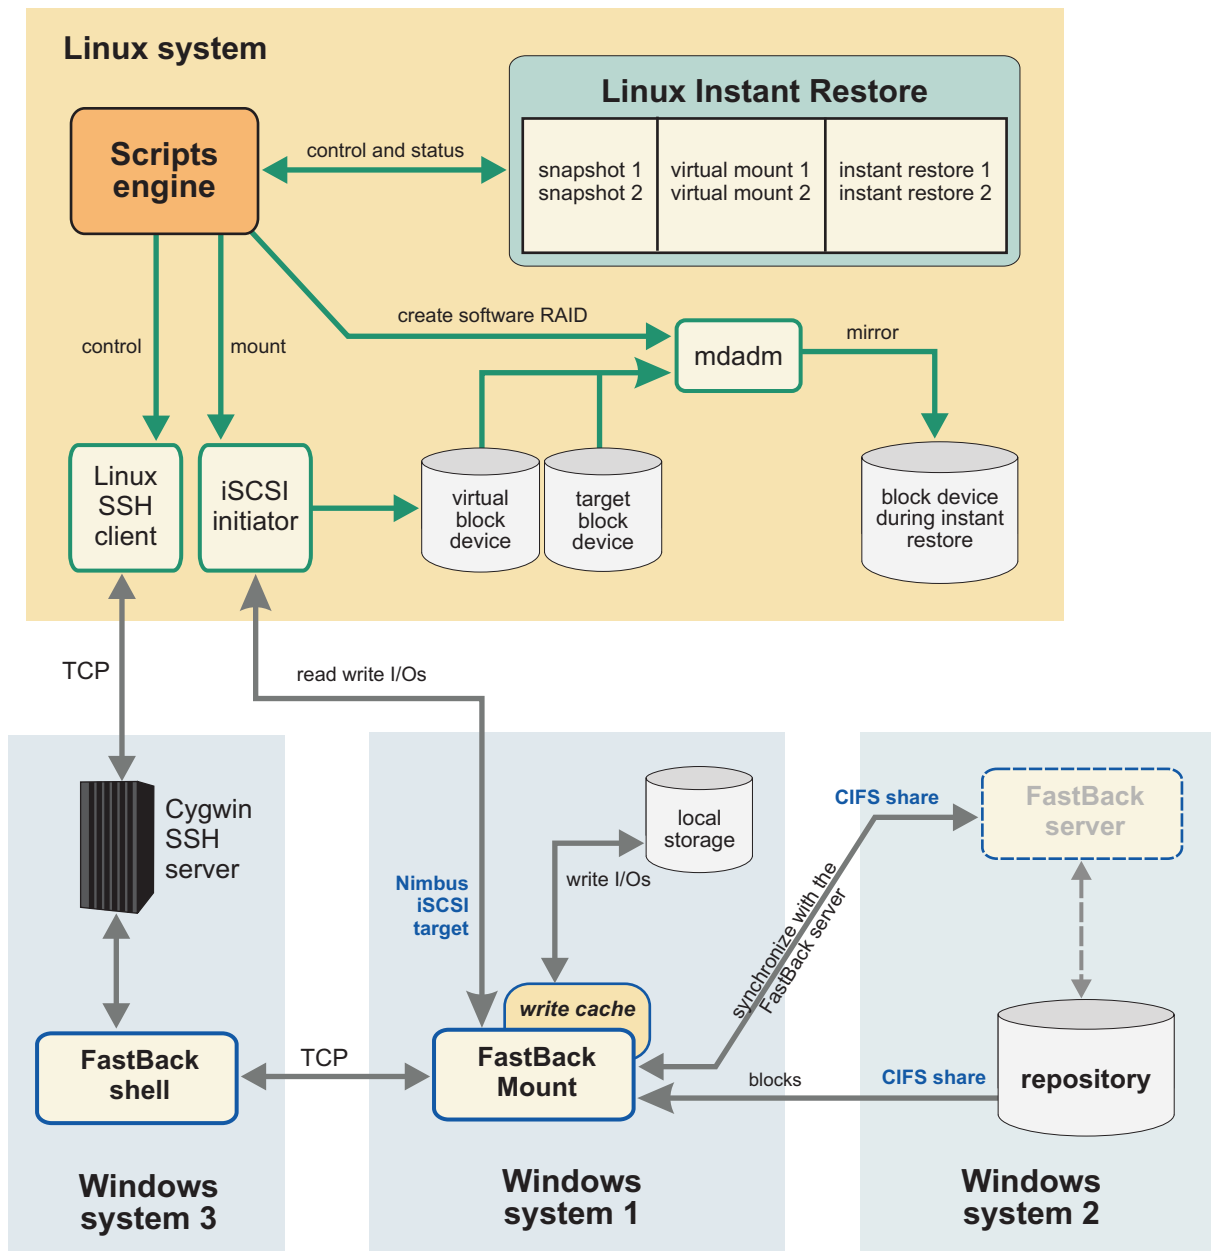 Linux system
Linux Instant Restore
Scripts
engine
control and status
snapshot 1
snapshot 2
virtual mount 1
virtual mount 2
instant restore 1
instant restore 2
create software RAID
control
mount
mdadm
mirror
Linux
SSH
client
iSCSI
initiator
virtual
block
device
target
block
device
block device
during instant
restore
TCP
read write I/Os
Cygwin
SSH
server
local
storage
write I/Os
Nimbus
iSCSI
target
CIFS share
FastBack
server
synchronize with the
FastBack server
write cache
FastBack
shell
TCP
FastBack
Mount
blocks
CIFS share
repository
Windows
system 3
Windows
system 1
Windows
system 2